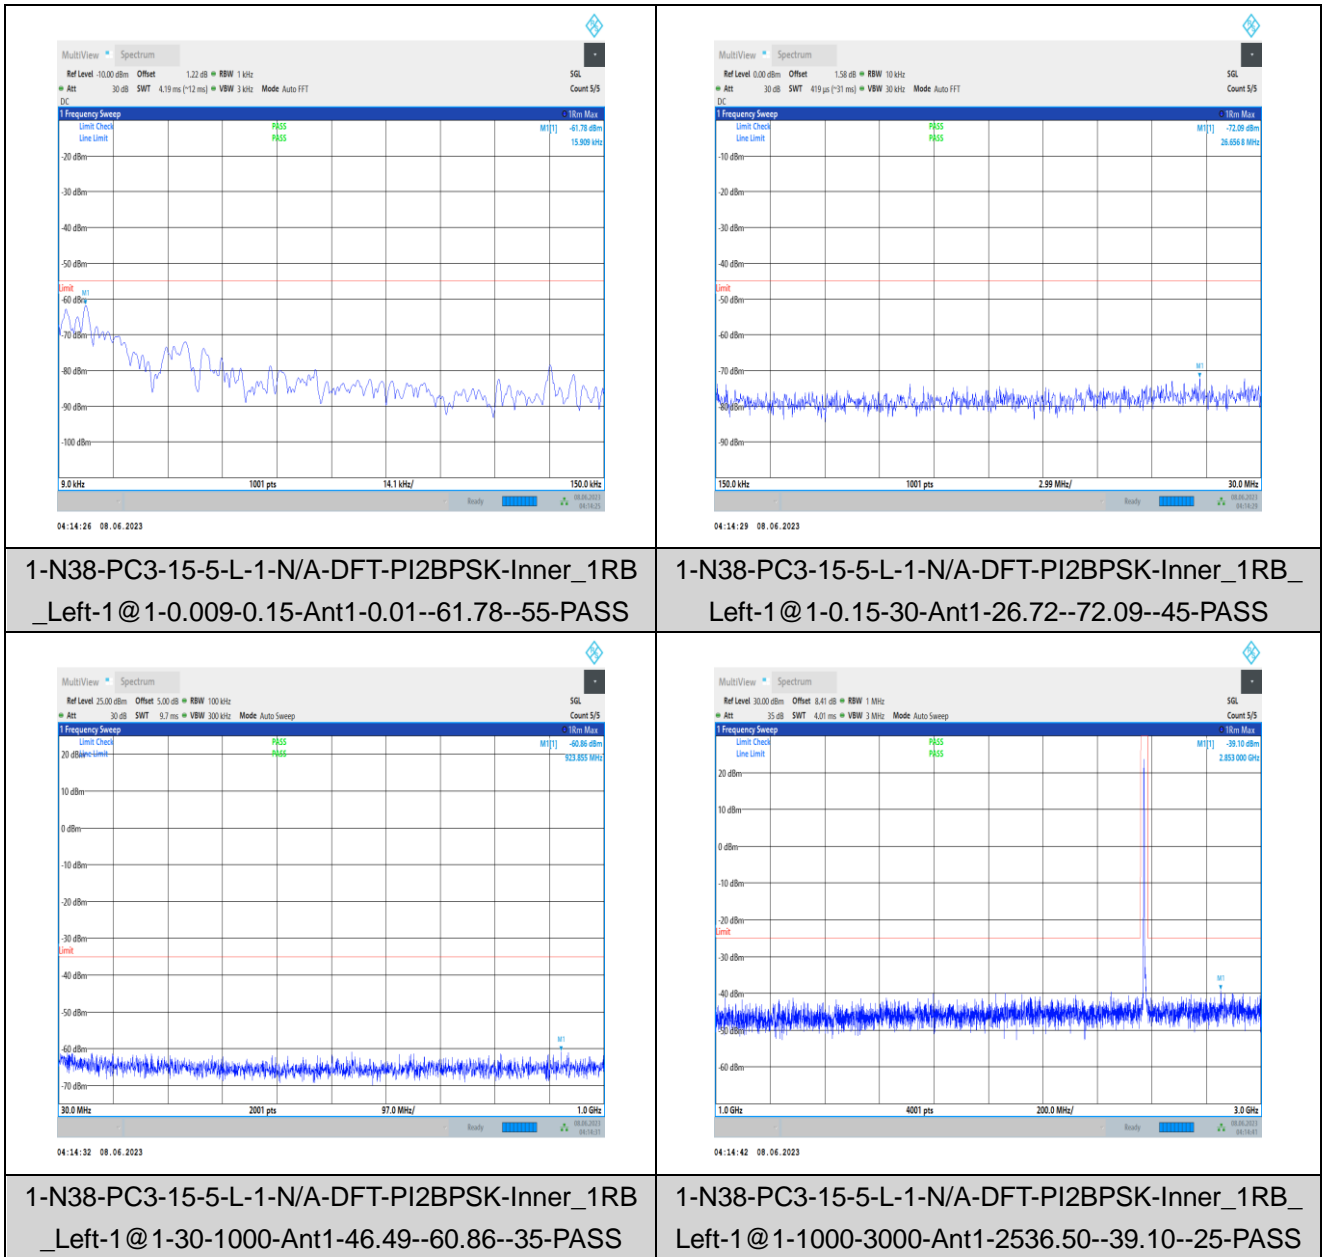 MultiView Spectrum
Ref Level -10.00 dBm Offset 1.22 dB RBW 1 kHz SGL
Att 30 dB SWT 4.19 ms (~12 ms) VBW 3 kHz Mode Auto FFT Count 5/5
DC
1 Frequency Sweep 1Rm Max
Limit Check PASS M1[1] -61.78 dBm
Line Limit PASS 15.909 kHz
-20 dBm
-30 dBm
-40 dBm
-50 dBm
Limit
M1
-60 dBm
-70 dBm
-80 dBm
-90 dBm
-100 dBm
9.0 kHz 1001 pts 14.1 kHz/ 150.0 kHz
Ready 08.06.2023
04:14:25
04:14:26 08.06.2023
MultiView Spectrum
Ref Level 0.00 dBm Offset 1.58 dB RBW 10 kHz SGL
Att 30 dB SWT 419 µs (~31 ms) VBW 30 kHz Mode Auto FFT Count 5/5
DC
1 Frequency Sweep 1Rm Max
Limit Check PASS M1[1] -72.09 dBm
Line Limit PASS 26.656 8 MHz
-10 dBm
-20 dBm
-30 dBm
-40 dBm
Limit
-50 dBm
-60 dBm
-70 dBm
M1
-80 dBm
-90 dBm
150.0 kHz 1001 pts 2.99 MHz/ 30.0 MHz
Ready 08.06.2023
04:14:29 08.06.2023
1-N38-PC3-15-5-L-1-N/A-DFT-PI2BPSK-Inner_1RB
_Left-1@1-0.009-0.15-Ant1-0.01--61.78--55-PASS
1-N38-PC3-15-5-L-1-N/A-DFT-PI2BPSK-Inner_1RB_
Left-1@1-0.15-30-Ant1-26.72--72.09--45-PASS
MultiView Spectrum
Ref Level 25.00 dBm Offset 5.00 dB RBW 100 kHz SGL
Att 30 dB SWT 9.7 ms VBW 300 kHz Mode Auto Sweep Count 5/5
1 Frequency Sweep 1Rm Max
Limit Check PASS M1[1] -60.86 dBm
20 dBm Line Limit PASS 923.855 MHz
10 dBm
0 dBm
-10 dBm
-20 dBm
-30 dBm
Limit
-40 dBm
-50 dBm
M1
-60 dBm
-70 dBm
30.0 MHz 2001 pts 97.0 MHz/ 1.0 GHz
Ready 08.06.2023
04:14:31
04:14:32 08.06.2023
MultiView Spectrum
Ref Level 30.00 dBm Offset 8.41 dB RBW 1 MHz SGL
Att 35 dB SWT 4.01 ms VBW 3 MHz Mode Auto Sweep Count 5/5
1 Frequency Sweep 1Rm Max
Limit Check PASS M1[1] -39.10 dBm
Line Limit PASS 2.853 000 GHz
20 dBm
10 dBm
0 dBm
-10 dBm
-20 dBm
Limit
-30 dBm
M1
-40 dBm
-50 dBm
-60 dBm
1.0 GHz 4001 pts 200.0 MHz/ 3.0 GHz
Ready 08.06.2023
04:14:41
04:14:42 08.06.2023
1-N38-PC3-15-5-L-1-N/A-DFT-PI2BPSK-Inner_1RB
_Left-1@1-30-1000-Ant1-46.49--60.86--35-PASS
1-N38-PC3-15-5-L-1-N/A-DFT-PI2BPSK-Inner_1RB_
Left-1@1-1000-3000-Ant1-2536.50--39.10--25-PASS